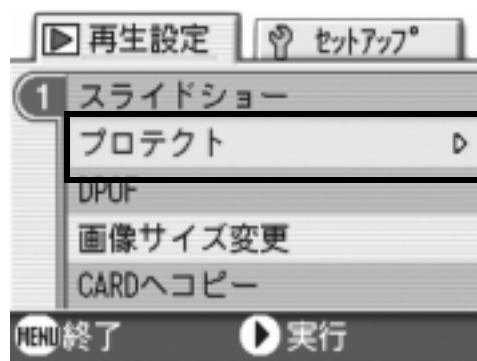 再生設定 セットアップ
1 スライドショー
プロテクト
DPOF
画像サイズ変更
CARDへコピー
MENU終了 実行